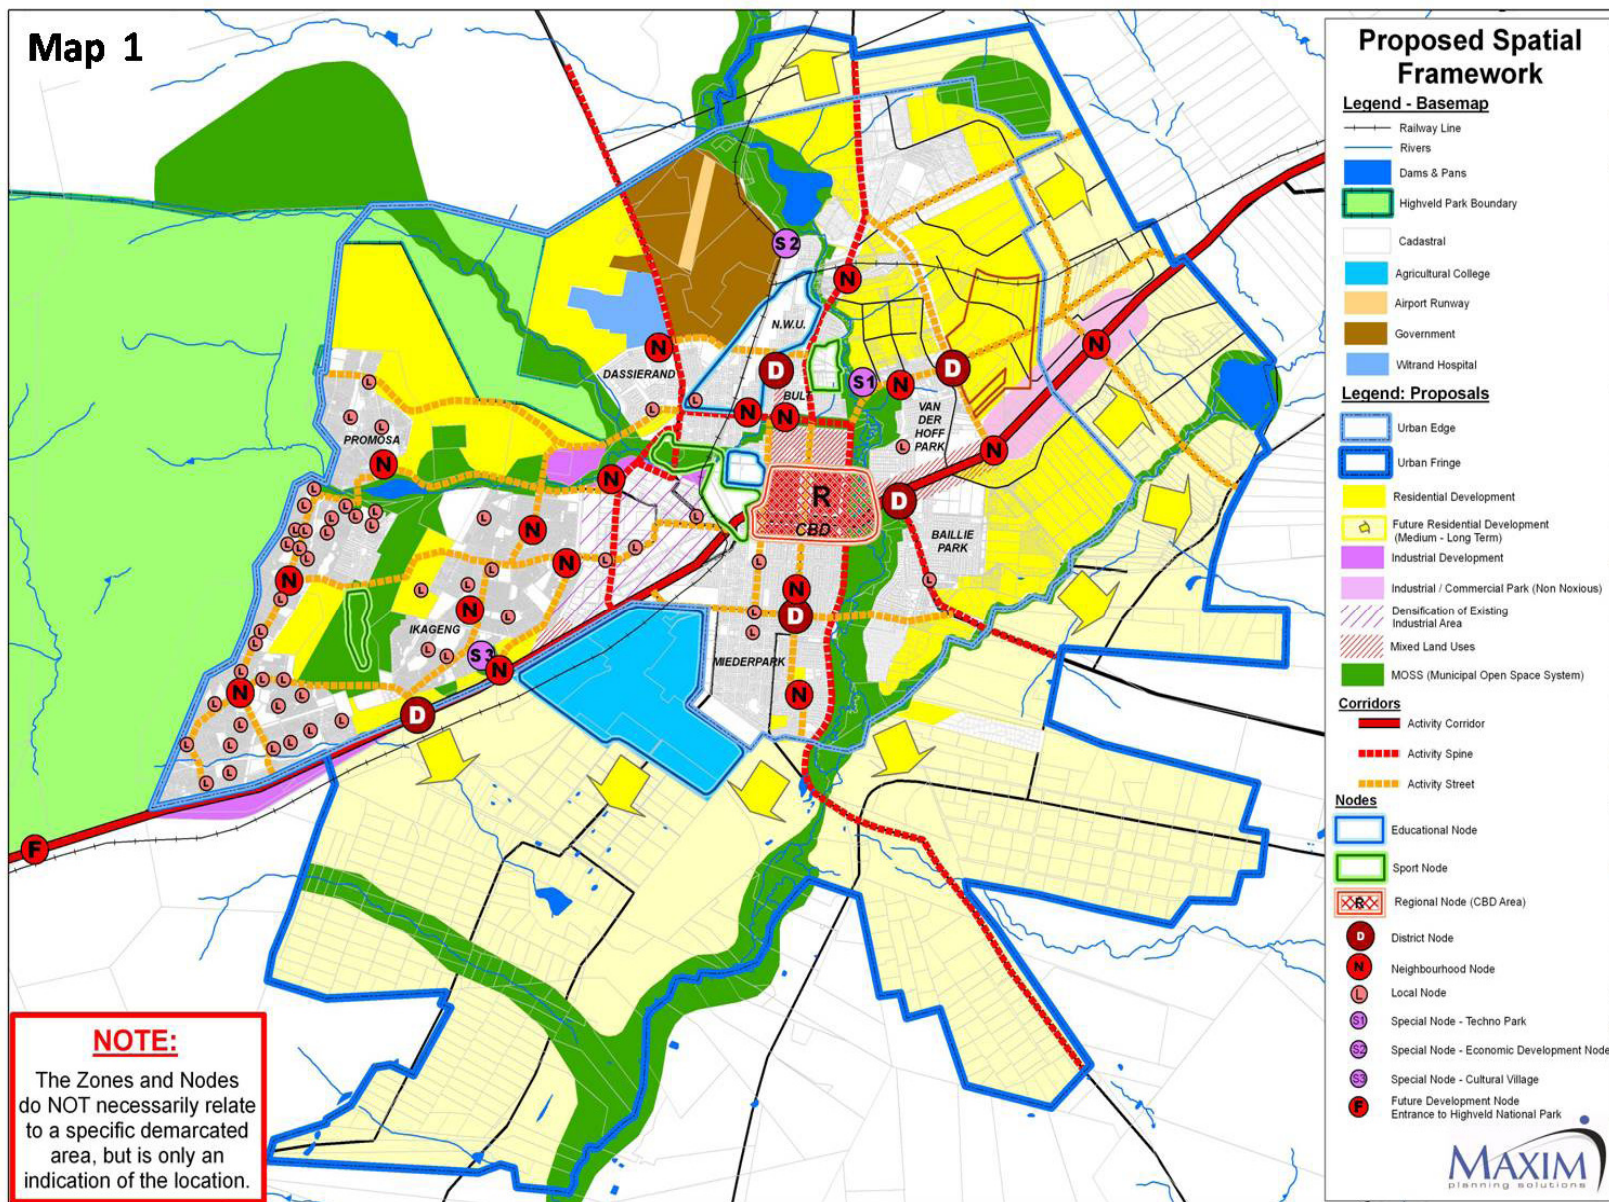 Map 1
Proposed Spatial
Framework
Legend - Basemap
Railway Line
Rivers
Dams & Pans
Highveld Park Boundary
Cadastral
Agricultural College
Airport Runway
Government
Witrand Hospital
Legend: Proposals
Urban Edge
Urban Fringe
Residential Development
Future Residential Development
(Medium - Long Term)
Industrial Development
Industrial / Commercial Park (Non Noxious)
Densification of Existing
Industrial Area
Mixed Land Uses
MOSS (Municipal Open Space System)
Corridors
Activity Corridor
Activity Spine
Activity Street
Nodes
Educational Node
Sport Node
R Regional Node (CBD Area)
D District Node
N Neighbourhood Node
L Local Node
S1 Special Node - Techno Park
S2 Special Node - Economic Development Node
S3 Special Node - Cultural Village
F Future Development Node
Entrance to Highveld National Park
MAXIM
planning solutions
S2
N
N.W.U.
N
DASSIERAND
D
BULT
S1
N
D
N
VAN
DER
HOFF
PARK
N
N
PROMOSA
N
N
N
R
CBD
D
BAILLIE
PARK
N
N
N
N
IKAGENG
N
D
S3
N
MIEDERPARK
N
N
D
F
NOTE:
The Zones and Nodes
do NOT necessarily relate
to a specific demarcated
area, but is only an
indication of the location.